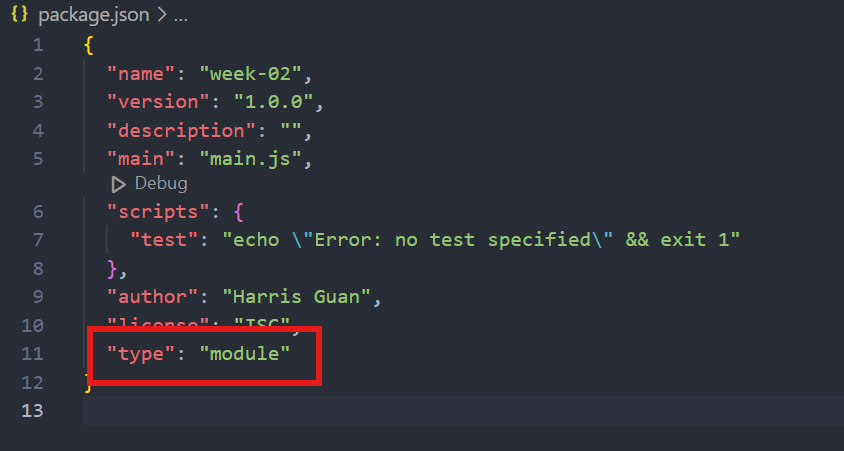 {} package.json > ...
1 {
2 "name": "week-02",
3 "version": "1.0.0",
4 "description": "",
5 "main": "main.js",
Debug
6 "scripts": {
7 "test": "echo \"Error: no test specified\" && exit 1"
8 },
9 "author": "Harris Guan",
10 "license": "ISC",
11 "type": "module"
12 }
13